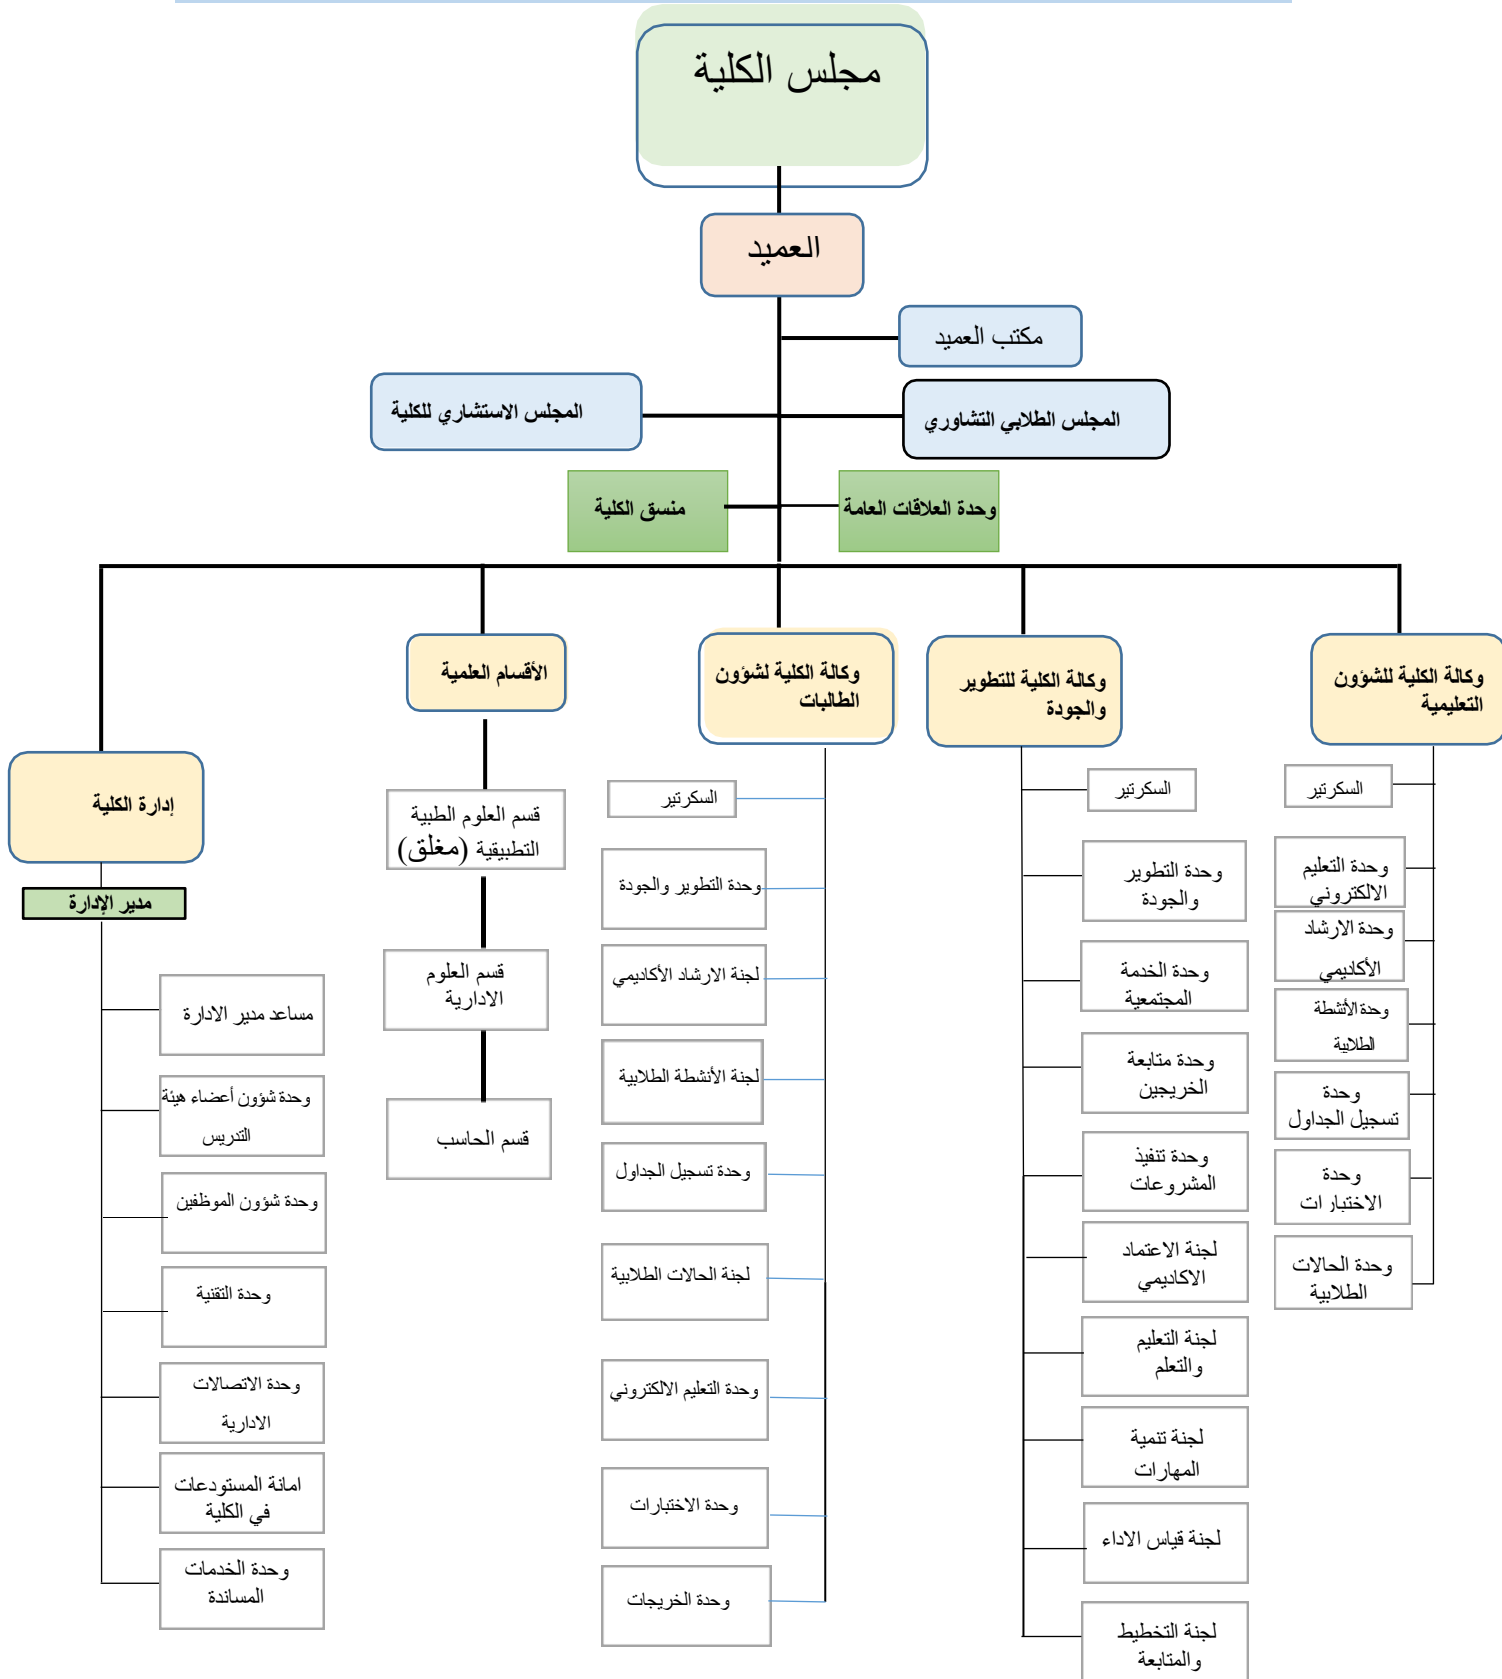 مجلس الكلية
العميد
مكتب العميد
المجلس الطلابي التشاوري
المجلس الاستشاري للكلية
وحدة العلاقات العامة
منسق الكلية
وكالة الكلية للشؤون
التعليمية
السكرتير
وحدة التعليم
الالكتروني
وحدة الارشاد
الأكاديمي
وحدة الأنشطة
الطلابية
وحدة
تسجيل الجداول
وحدة
الاختبارات
وحدة الحالات
الطلابية
وكالة الكلية للتطوير
والجودة
السكرتير
وحدة التطوير
والجودة
وحدة الخدمة
المجتمعية
وحدة متابعة
الخريجين
وحدة تنفيذ
المشروعات
لجنة الاعتماد
الاكاديمي
لجنة التعليم
والتعلم
لجنة تنمية
المهارات
لجنة قياس الاداء
لجنة التخطيط
والمتابعة
وكالة الكلية لشؤون
الطالبات
السكرتير
وحدة التطوير والجودة
لجنة الارشاد الأكاديمي
لجنة الأنشطة الطلابية
وحدة تسجيل الجداول
لجنة الحالات الطلابية
وحدة التعليم الالكتروني
وحدة الاختبارات
وحدة الخريجات
الأقسام العلمية
قسم العلوم الطبية
التطبيقية (مغلق)
قسم العلوم
الادارية
قسم الحاسب
إدارة الكلية
مدير الإدارة
مساعد مدير الادارة
وحدة شؤون أعضاء هيئة
التدريس
وحدة شؤون الموظفين
وحدة التقنية
وحدة الاتصالات
الادارية
امانة المستودعات
في الكلية
وحدة الخدمات
المساندة